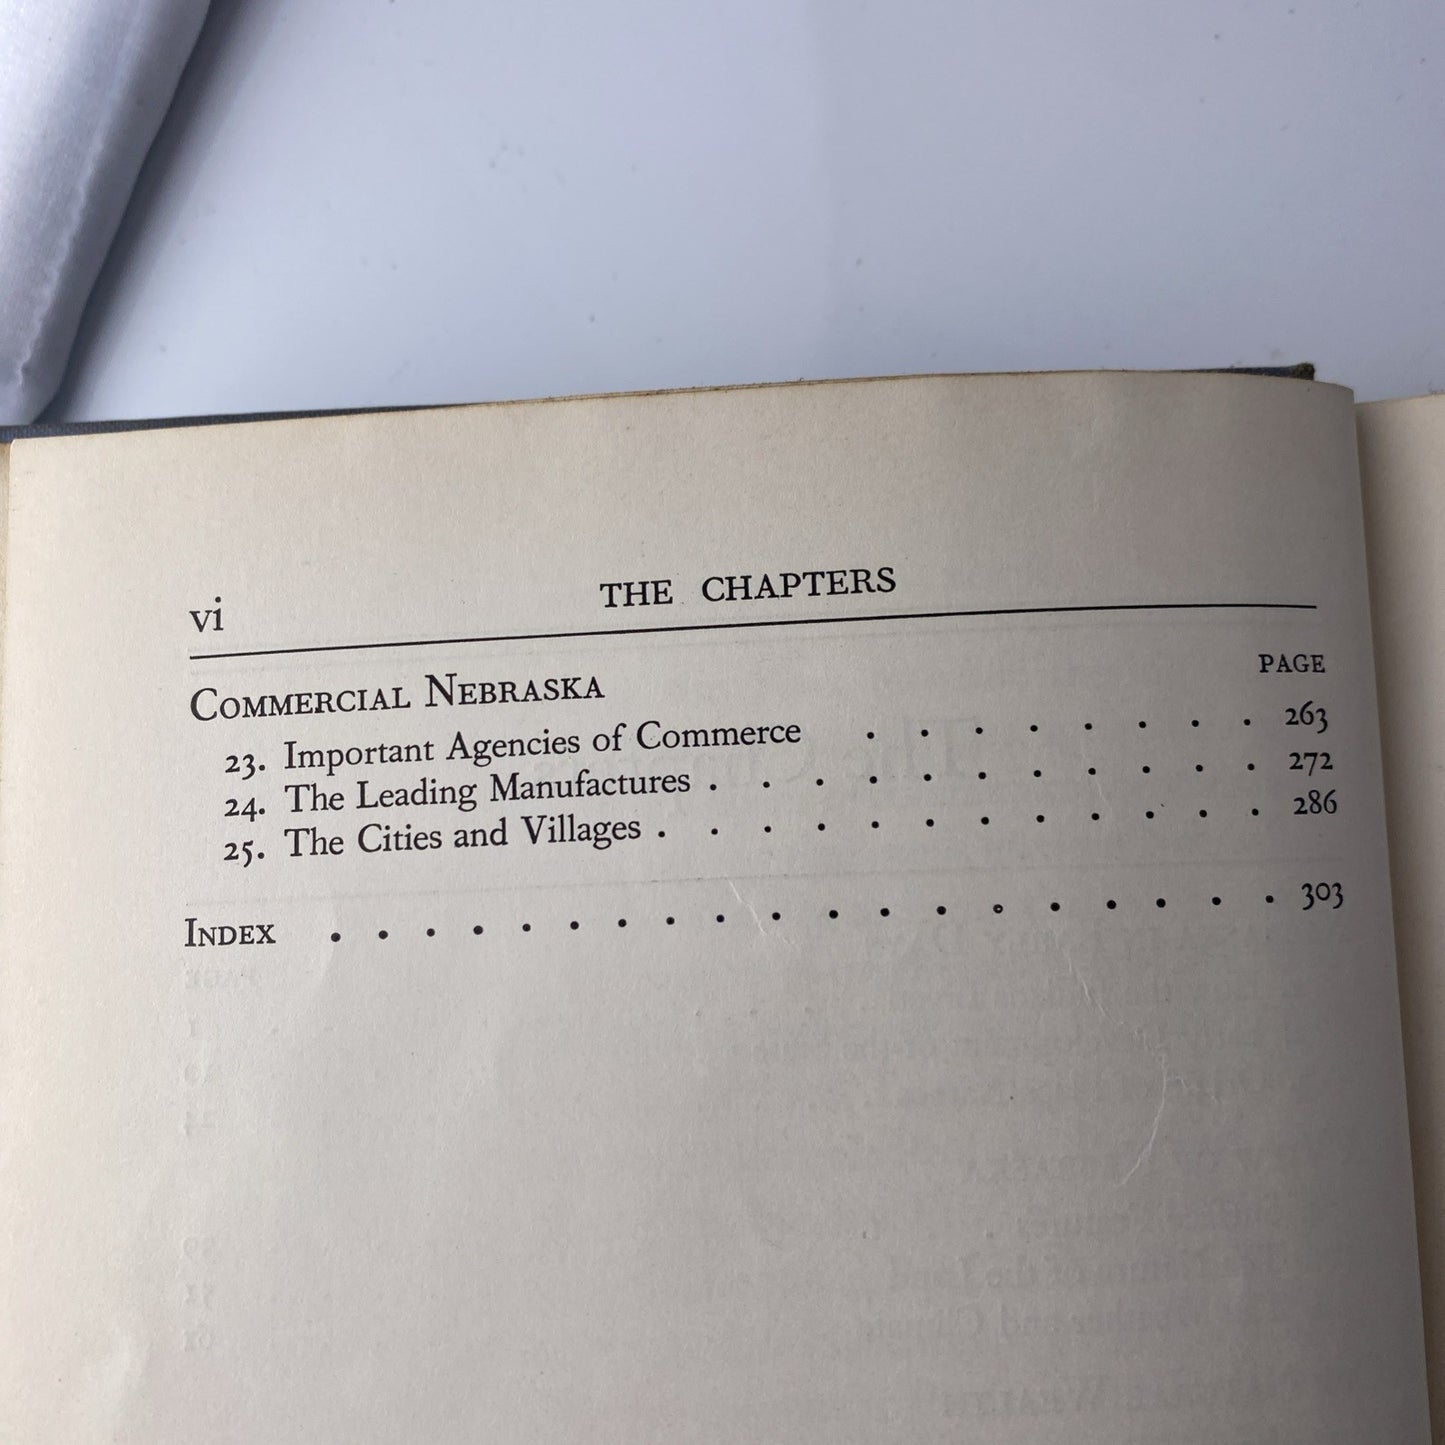 vi THE CHAPTERS
PAGE
COMMERCIAL NEBRASKA
23. Important Agencies of Commerce . . . . . . . . 263
24. The Leading Manufactures . . . . . . . . . . . 272
25. The Cities and Villages . . . . . . . . . . . . 286
INDEX . . . . . . . . . . . . . . . . . . 303